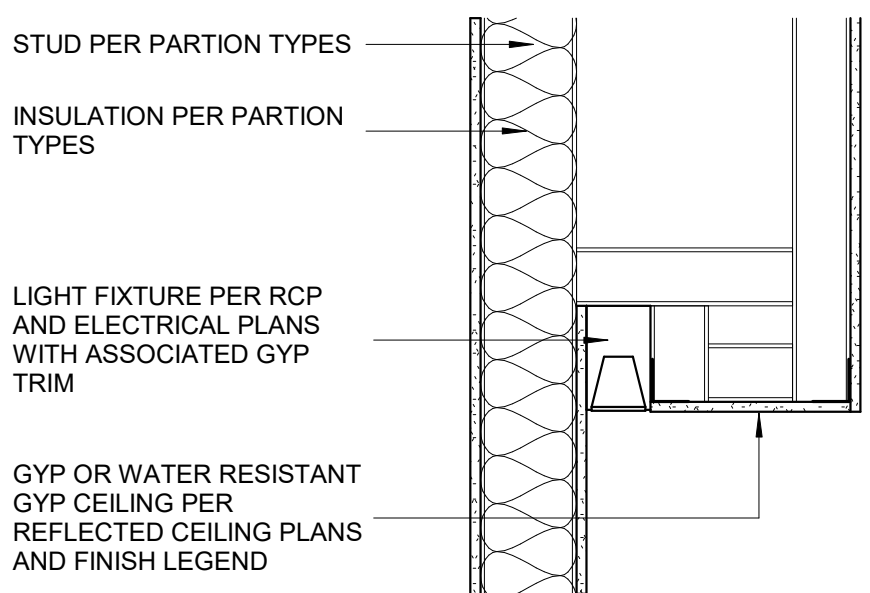 STUD PER PARTION TYPES
INSULATION PER PARTION
TYPES
LIGHT FIXTURE PER RCP
AND ELECTRICAL PLANS
WITH ASSOCIATED GYP
TRIM
GYP OR WATER RESISTANT
GYP CEILING PER
REFLECTED CEILING PLANS
AND FINISH LEGEND